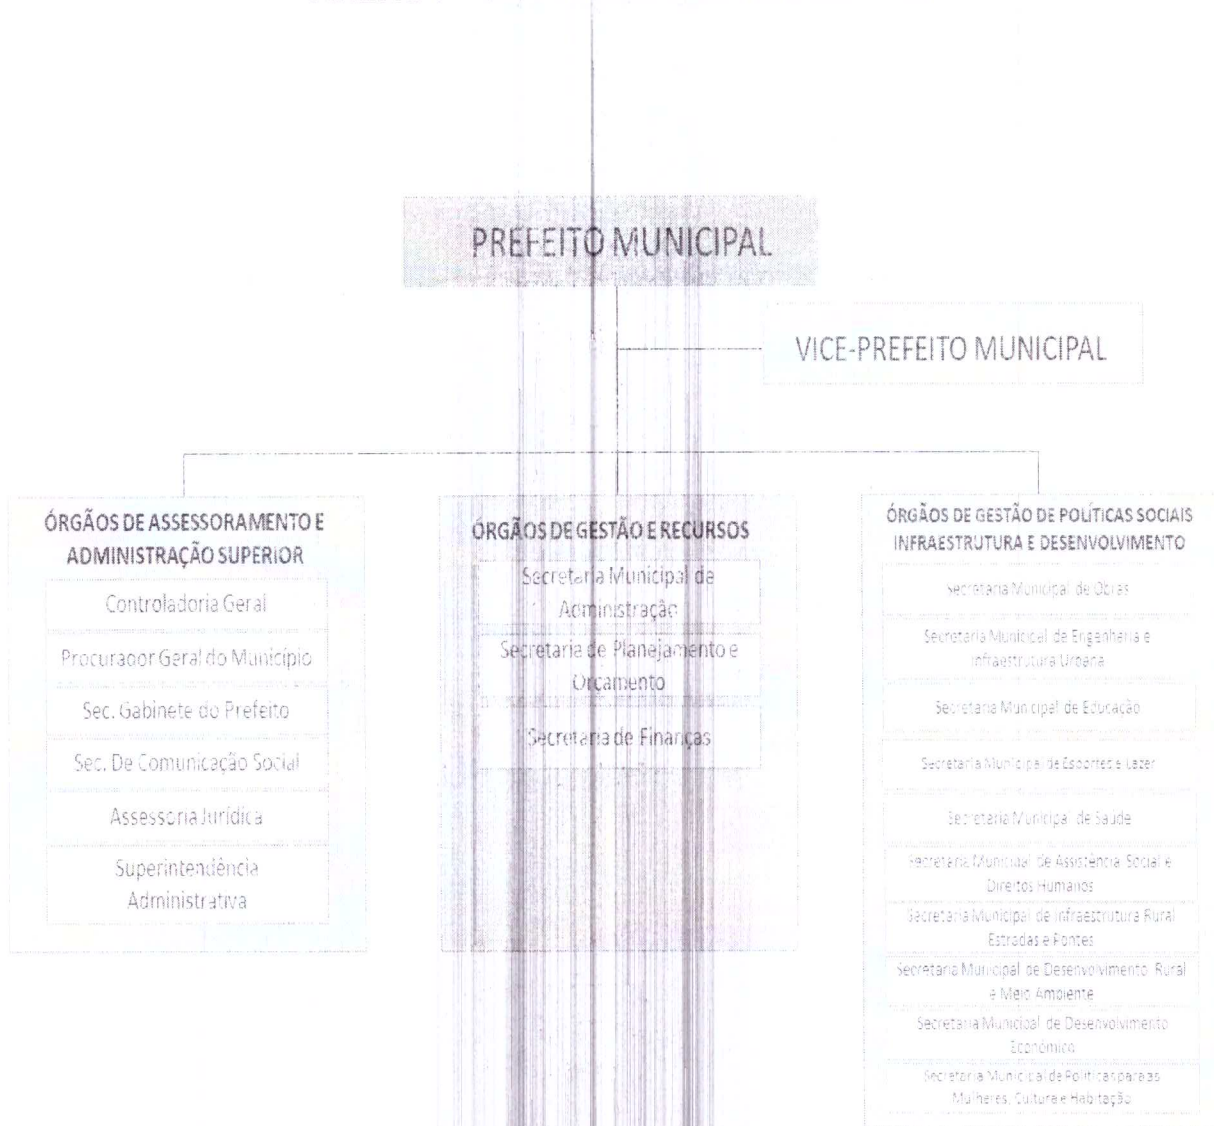 PREFEITO MUNICIPAL
VICE-PREFEITO MUNICIPAL
ÓRGÃOS DE ASSESSORAMENTO E
ADMINISTRAÇÃO SUPERIOR
Controladoria Geral
Procurador Geral do Município
Sec. Gabinete do Prefeito
Sec. De Comunicação Social
Assessoria Jurídica
Superintendência
Administrativa
ÓRGÃOS DE GESTÃO E RECURSOS
Secretaria Municipal de
Administração
Secretaria de Planejamento e
Orçamento
Secretaria de Finanças
ÓRGÃOS DE GESTÃO DE POLÍTICAS SOCIAIS
INFRAESTRUTURA E DESENVOLVIMENTO
Secretaria Municipal de Obras
Secretaria Municipal de Engenharia e
Infraestrutura Urbana
Secretaria Municipal de Educação
Secretaria Municipal de Esportes e Lazer
Secretaria Municipal de Saúde
Secretaria Municipal de Assistência Social e
Direitos Humanos
Secretaria Municipal de Infraestrutura Rural
Estradas e Pontes
Secretaria Municipal de Desenvolvimento Rural
e Meio Ambiente
Secretaria Municipal de Desenvolvimento
Econômico
Secretaria Municipal de Políticas para as
Mulheres, Cultura e Habitação